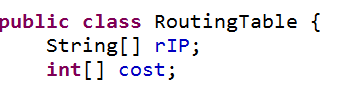 public class RoutingTable {
    String[] rIP;
    int[] cost;